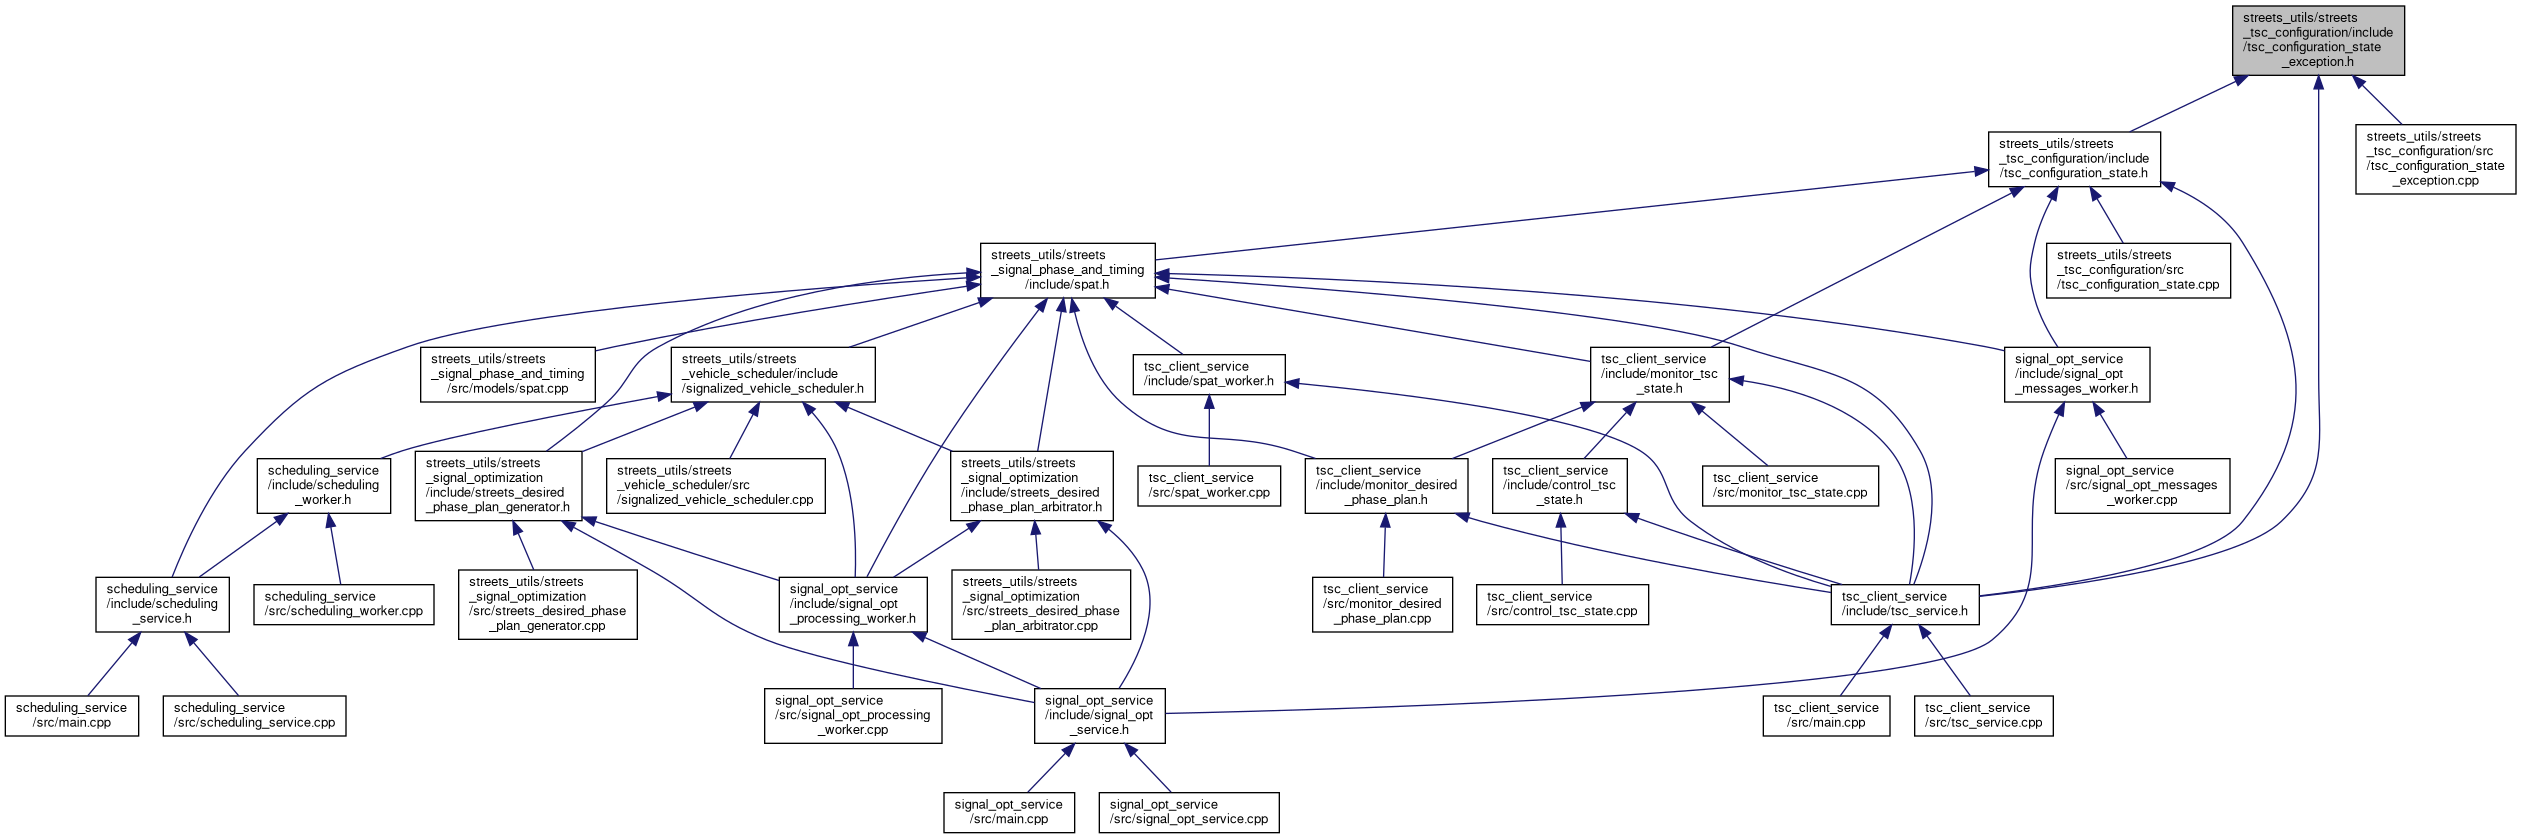 streets_utils/streets
_tsc_configuration/include
/tsc_configuration_state
_exception.h
streets_utils/streets
_tsc_configuration/include
/tsc_configuration_state.h
streets_utils/streets
_tsc_configuration/src
/tsc_configuration_state
_exception.cpp
streets_utils/streets
_signal_phase_and_timing
/include/spat.h
streets_utils/streets
_tsc_configuration/src
/tsc_configuration_state.cpp
streets_utils/streets
_signal_phase_and_timing
/src/models/spat.cpp
streets_utils/streets
_vehicle_scheduler/include
/signalized_vehicle_scheduler.h
tsc_client_service
/include/spat_worker.h
tsc_client_service
/include/monitor_tsc
_state.h
signal_opt_service
/include/signal_opt
_messages_worker.h
scheduling_service
/include/scheduling
_worker.h
streets_utils/streets
_signal_optimization
/include/streets_desired
_phase_plan_generator.h
streets_utils/streets
_vehicle_scheduler/src
/signalized_vehicle_scheduler.cpp
streets_utils/streets
_signal_optimization
/include/streets_desired
_phase_plan_arbitrator.h
tsc_client_service
/src/spat_worker.cpp
tsc_client_service
/include/monitor_desired
_phase_plan.h
tsc_client_service
/include/control_tsc
_state.h
tsc_client_service
/src/monitor_tsc_state.cpp
signal_opt_service
/src/signal_opt_messages
_worker.cpp
scheduling_service
/include/scheduling
_service.h
scheduling_service
/src/scheduling_worker.cpp
streets_utils/streets
_signal_optimization
/src/streets_desired_phase
_plan_generator.cpp
signal_opt_service
/include/signal_opt
_processing_worker.h
streets_utils/streets
_signal_optimization
/src/streets_desired_phase
_plan_arbitrator.cpp
tsc_client_service
/src/monitor_desired
_phase_plan.cpp
tsc_client_service
/src/control_tsc_state.cpp
tsc_client_service
/include/tsc_service.h
scheduling_service
/src/main.cpp
scheduling_service
/src/scheduling_service.cpp
signal_opt_service
/src/signal_opt_processing
_worker.cpp
signal_opt_service
/include/signal_opt
_service.h
tsc_client_service
/src/main.cpp
tsc_client_service
/src/tsc_service.cpp
signal_opt_service
/src/main.cpp
signal_opt_service
/src/signal_opt_service.cpp